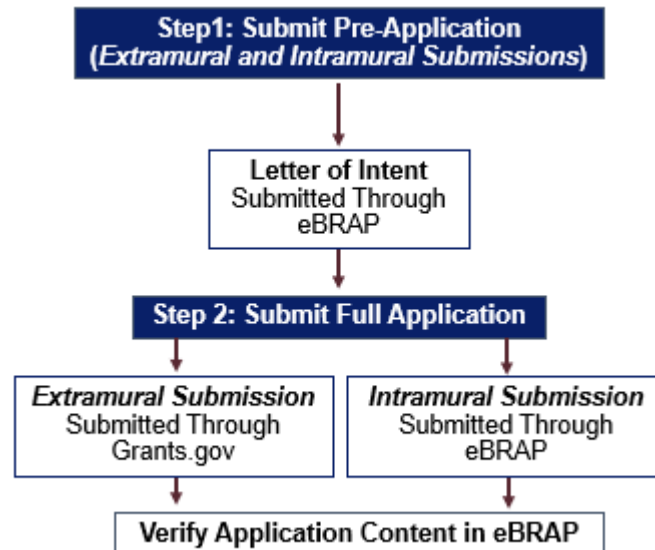 Step1: Submit Pre-Application
(Extramural and Intramural Submissions)
Letter of Intent
Submitted Through
eBRAP
Step 2: Submit Full Application
Extramural Submission
Submitted Through
Grants.gov
Intramural Submission
Submitted Through
eBRAP
Verify Application Content in eBRAP